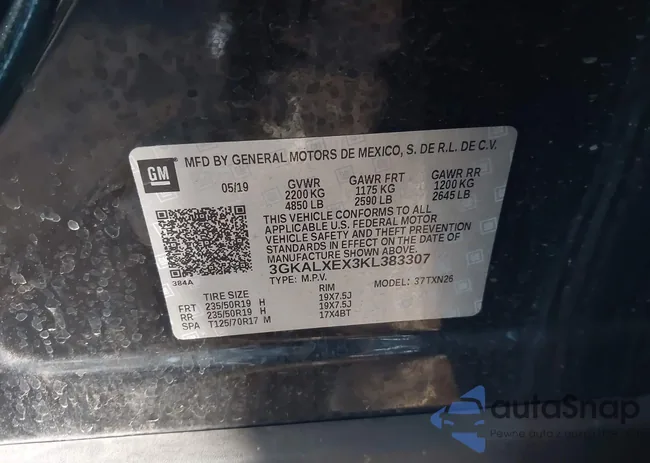 GM
MFD BY GENERAL MOTORS DE MEXICO, S. DE R.L. DE C.V.
05/19 GVWR GAWR FRT GAWR RR
2200 KG 1175 KG 1200 KG
4850 LB 2590 LB 2645 LB
THIS VEHICLE CONFORMS TO ALL
APPLICABLE U.S. FEDERAL MOTOR
VEHICLE SAFETY AND THEFT PREVENTION
STANDARDS IN EFFECT ON THE DATE OF
MANUFACTURE SHOWN ABOVE.
3GKALXEX3KL383307
384A
TYPE: M.P.V. MODEL: 37TXN26
TIRE SIZE RIM
FRT 235/50R19 H 19X7.5J
RR 235/50R19 H 19X7.5J
SPA T125/70R17 M 17X4BT
autoSnap
Pewne auta z aukcji